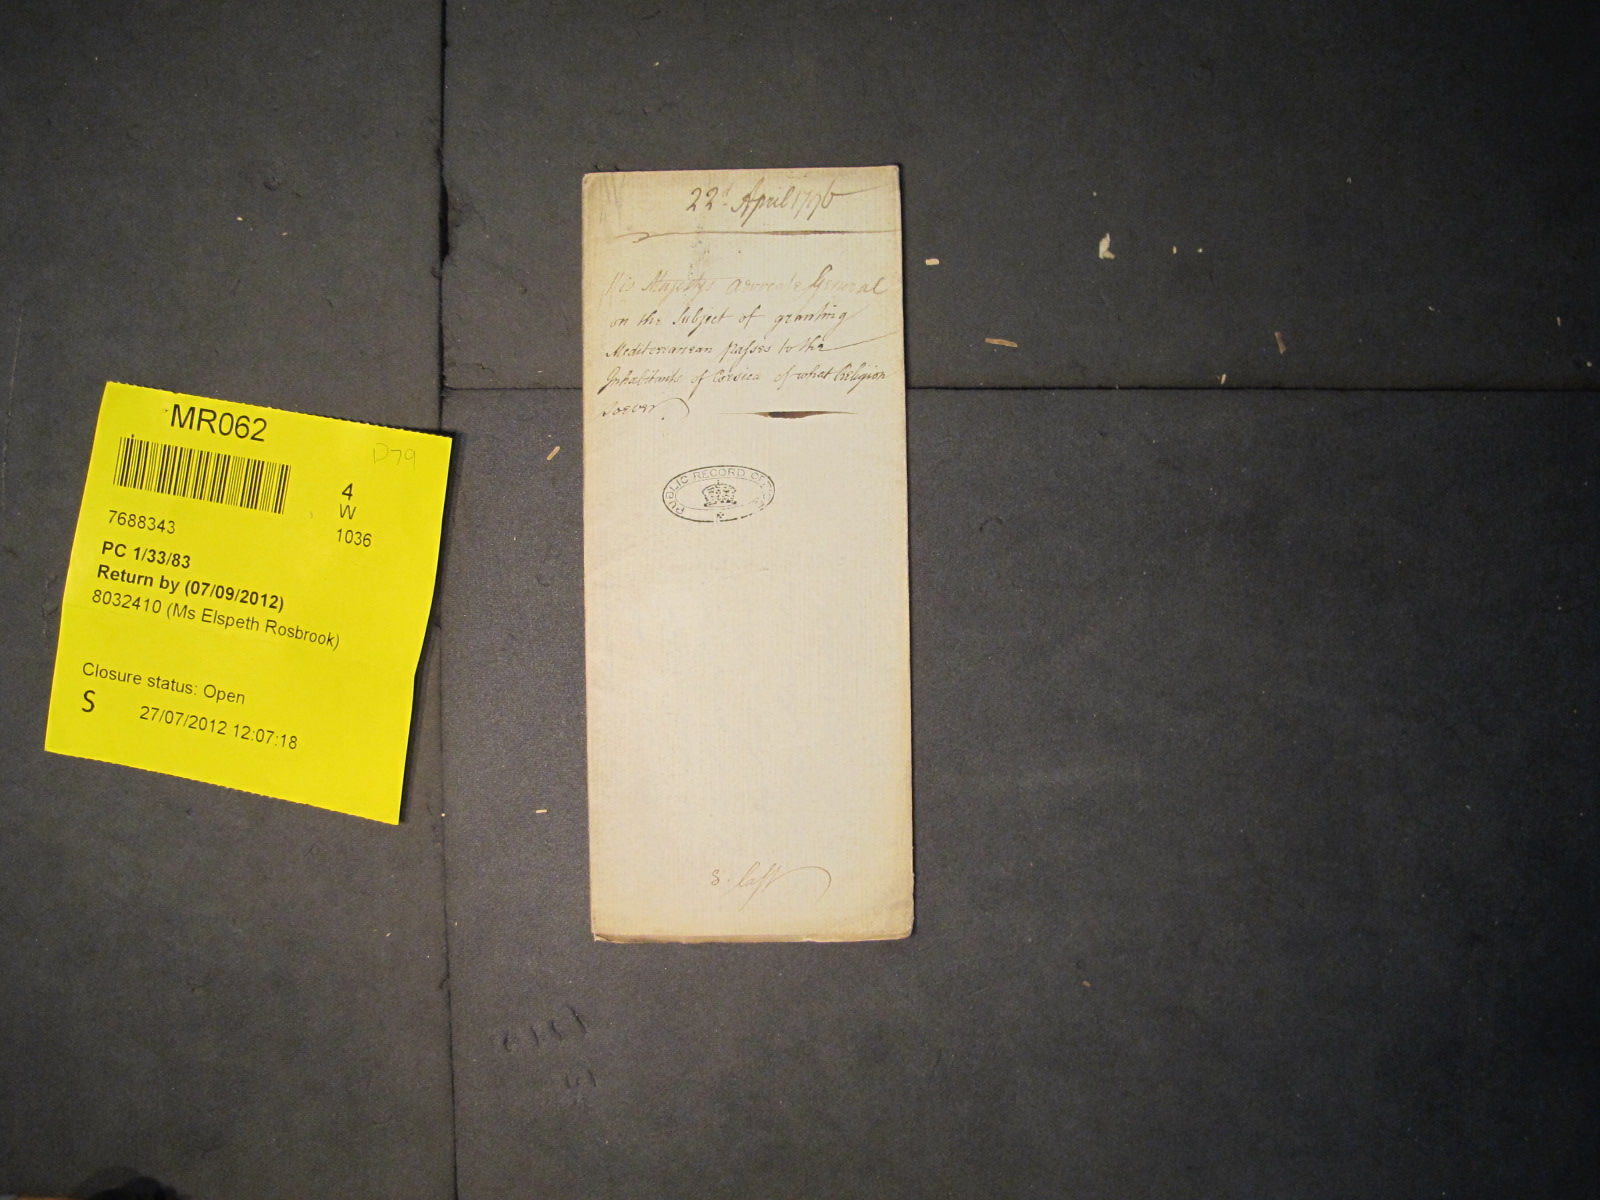 MR062
D79
4
W
1036
7688343
PC 1/33/83
Return by (07/09/2012)
8032410 (Ms Elspeth Rosbrook)
Closure status: Open
S
27/07/2012 12:07:18
22d April 1796
His Majestys Advocate General
on the Subject of granting
Mediterranean passes to the
Inhabitants of Corsica of what Religion
soever.
PUBLIC RECORD OFFICE